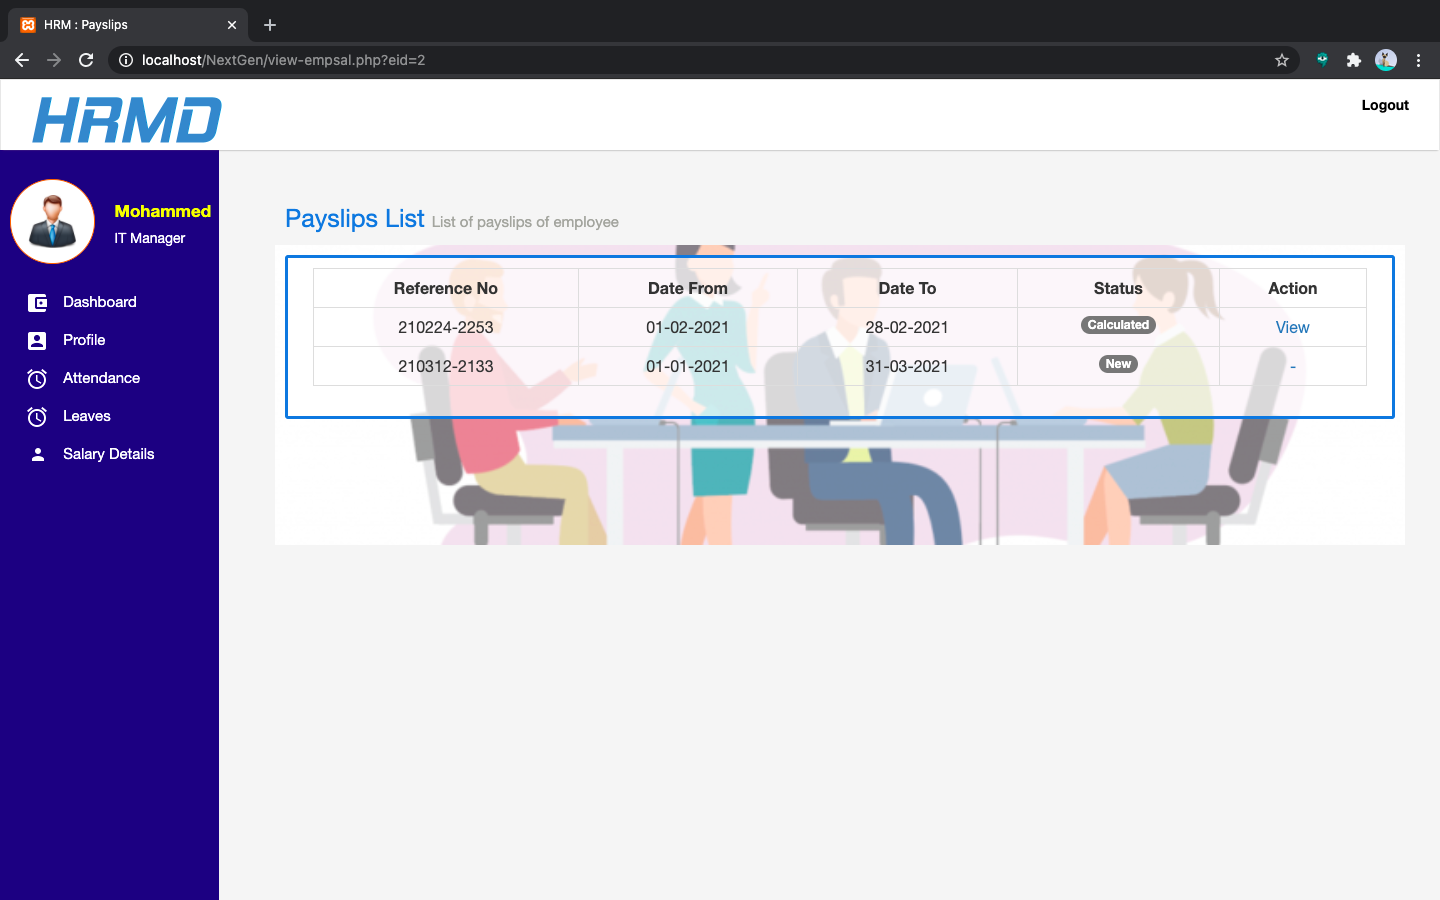 HRM : Payslips
localhost/NextGen/view-empsal.php?eid=2
HRMD
Logout
Mohammed
IT Manager
Dashboard
Profile
Attendance
Leaves
Salary Details
Payslips List List of payslips of employee
Reference No Date From Date To Status Action
210224-2253 01-02-2021 28-02-2021 Calculated View
210312-2133 01-01-2021 31-03-2021 New -